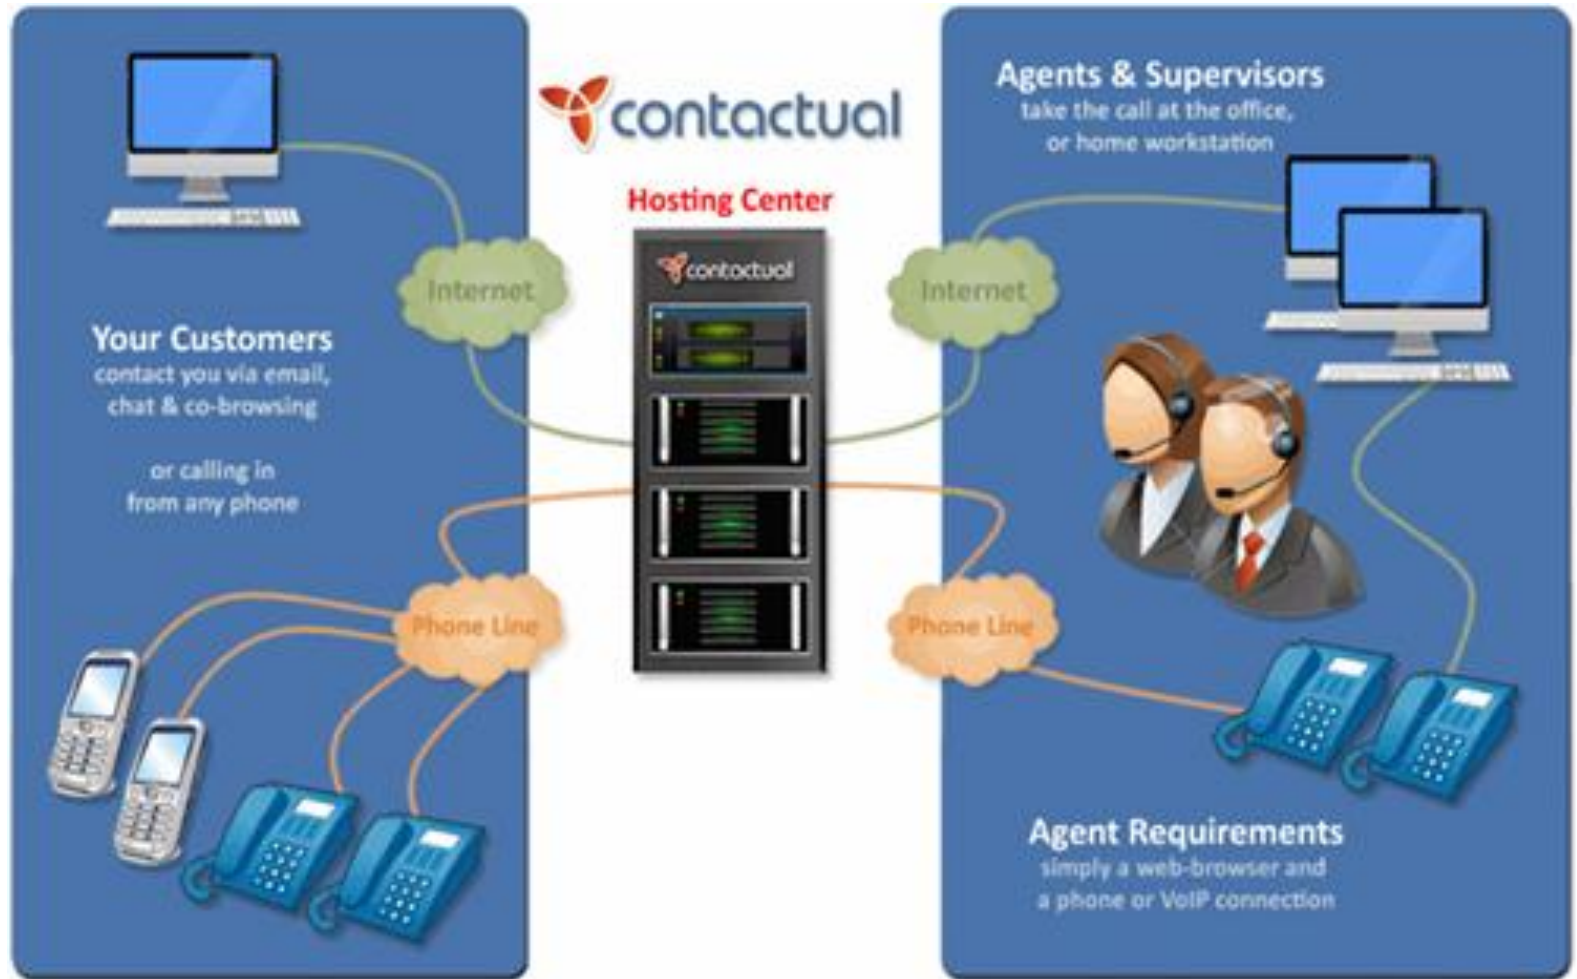 contactual
Hosting Center
contactual
Internet
Your Customers
contact you via email,
chat & co-browsing
or calling in
from any phone
Phone Line
Agents & Supervisors
take the call at the office,
or home workstation
Internet
Phone Line
Agent Requirements
simply a web-browser and
a phone or VoIP connection